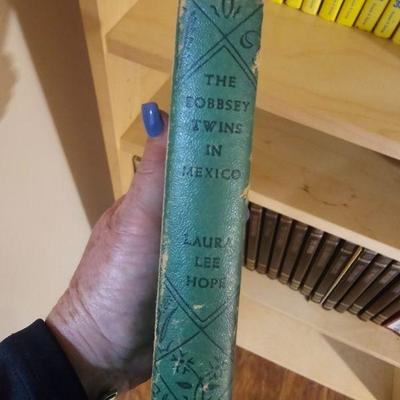 THE
BOBBSEY
TWINS
IN
MEXICO
LAURA
LEE
HOPE